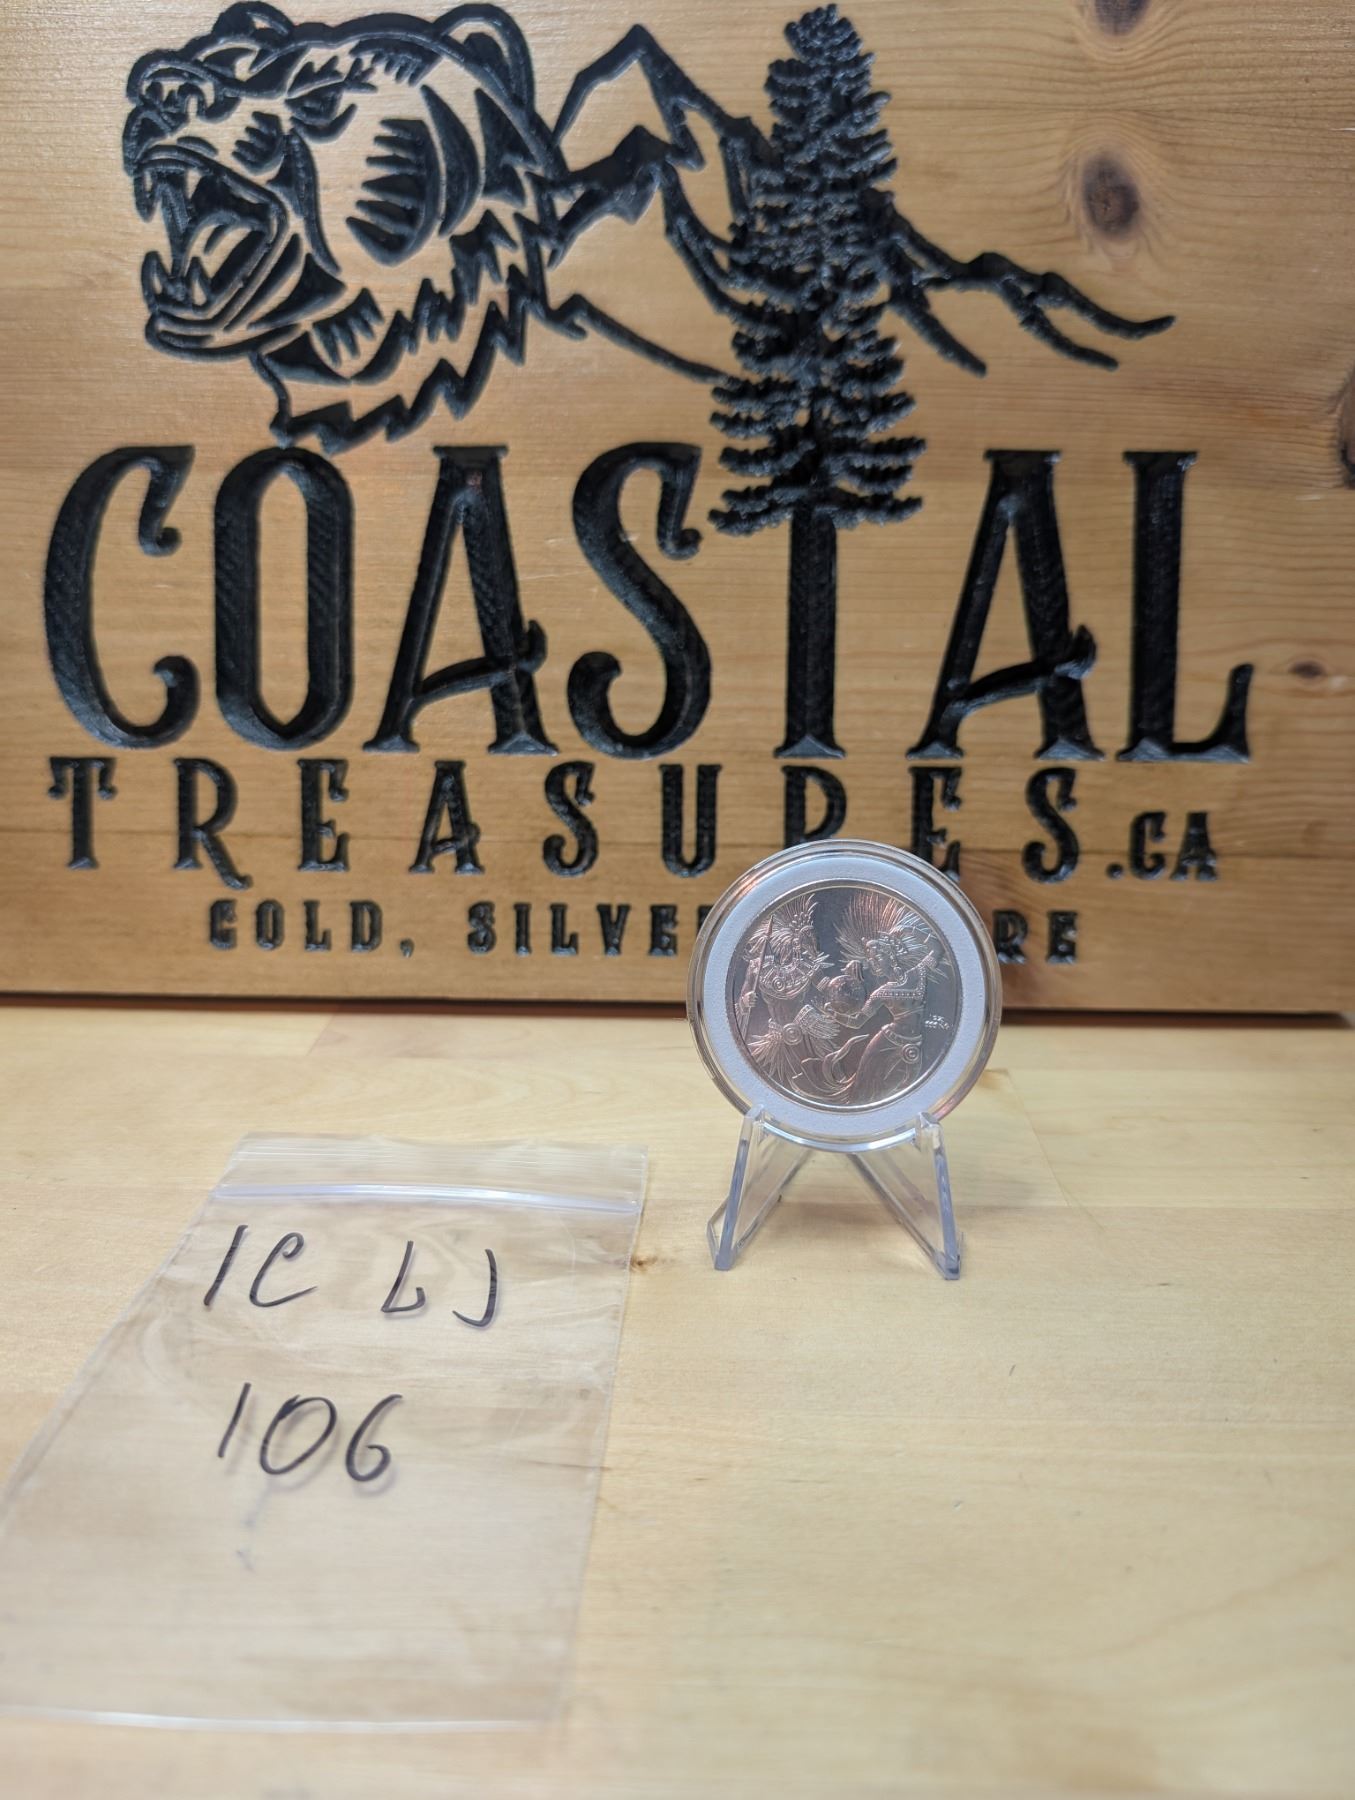 COASTAL
TREASURES.CA
GOLD, SILVE RE
1C LJ
106